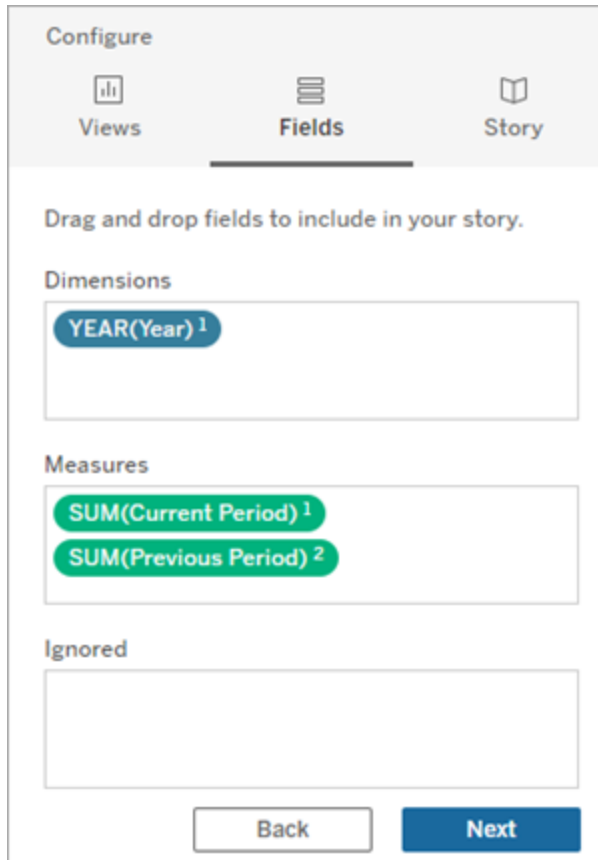 Configure
Views Fields Story
Drag and drop fields to include in your story.
Dimensions
YEAR(Year) 1
Measures
SUM(Current Period) 1
SUM(Previous Period) 2
Ignored
Back Next